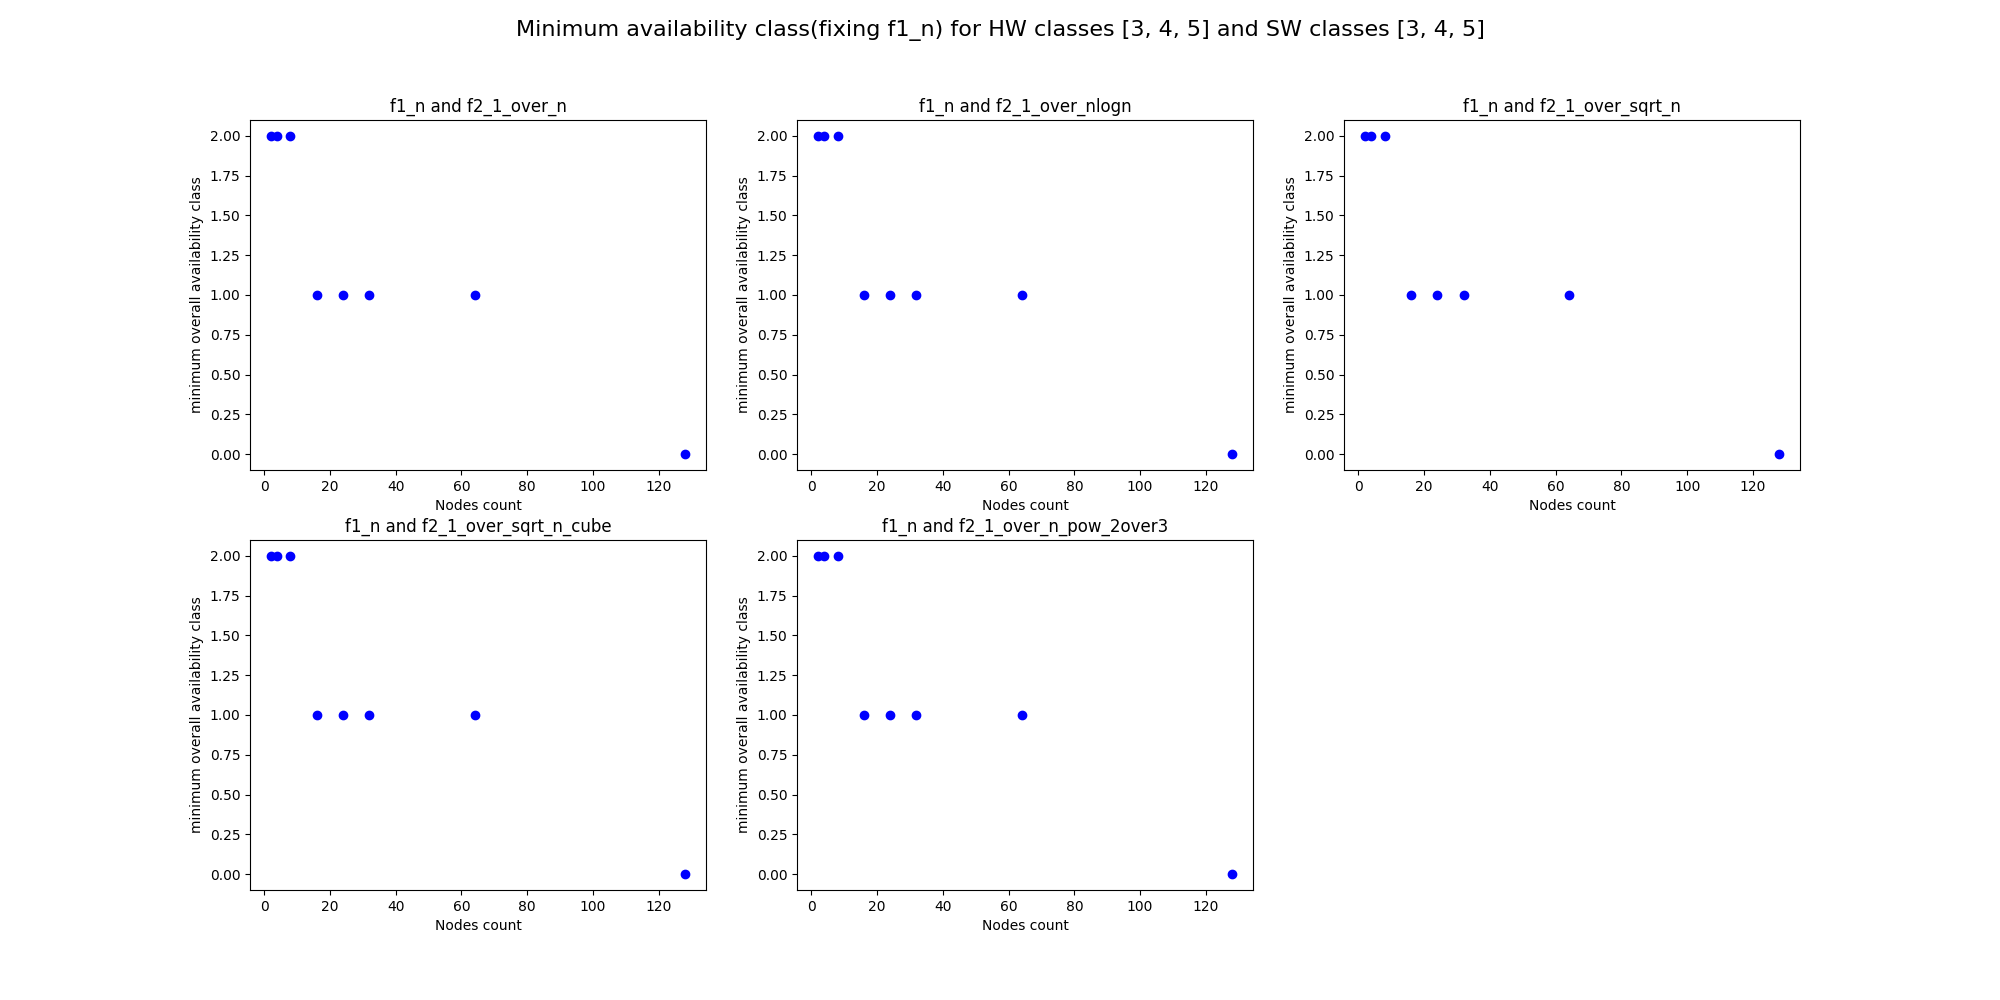 Minimum availability class(fixing f1_n) for HW classes [3, 4, 5] and SW classes [3, 4, 5]
f1_n and f2_1_over_n
minimum overall availability class
2.00
1.75
1.50
1.25
1.00
0.75
0.50
0.25
0.00
0 20 40 60 80 100 120
Nodes count
f1_n and f2_1_over_nlogn
minimum overall availability class
2.00
1.75
1.50
1.25
1.00
0.75
0.50
0.25
0.00
0 20 40 60 80 100 120
Nodes count
f1_n and f2_1_over_sqrt_n
minimum overall availability class
2.00
1.75
1.50
1.25
1.00
0.75
0.50
0.25
0.00
0 20 40 60 80 100 120
Nodes count
f1_n and f2_1_over_sqrt_n_cube
minimum overall availability class
2.00
1.75
1.50
1.25
1.00
0.75
0.50
0.25
0.00
0 20 40 60 80 100 120
Nodes count
f1_n and f2_1_over_n_pow_2over3
minimum overall availability class
2.00
1.75
1.50
1.25
1.00
0.75
0.50
0.25
0.00
0 20 40 60 80 100 120
Nodes count